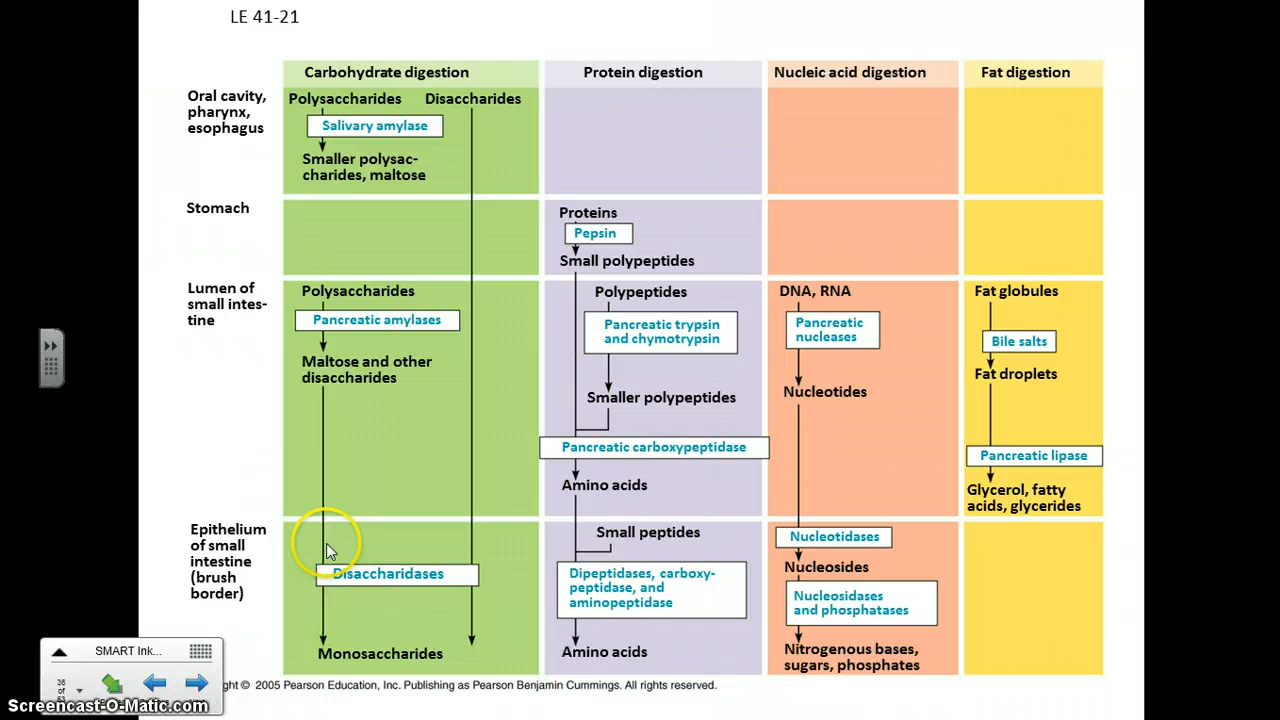 LE 41-21
Carbohydrate digestion
Protein digestion
Nucleic acid digestion
Fat digestion
Oral cavity,
pharynx,
esophagus
Polysaccharides
Disaccharides
Salivary amylase
Smaller polysac-
charides, maltose
Stomach
Proteins
Pepsin
Small polypeptides
Lumen of
small intes-
tine
Polysaccharides
Pancreatic amylases
Maltose and other
disaccharides
Polypeptides
Pancreatic trypsin
and chymotrypsin
Smaller polypeptides
Pancreatic carboxypeptidase
Amino acids
DNA, RNA
Pancreatic
nucleases
Nucleotides
Fat globules
Bile salts
Fat droplets
Pancreatic lipase
Glycerol, fatty
acids, glycerides
Epithelium
of small
intestine
(brush
border)
Disaccharidases
Monosaccharides
Small peptides
Dipeptidases, carboxy-
peptidase, and
aminopeptidase
Amino acids
Nucleotidases
Nucleosides
Nucleosidases
and phosphatases
Nitrogenous bases,
sugars, phosphates
SMART Ink...
36
of
© 2005 Pearson Education, Inc. Publishing as Pearson Benjamin Cummings. All rights reserved.
Screencast-O-Matic.com